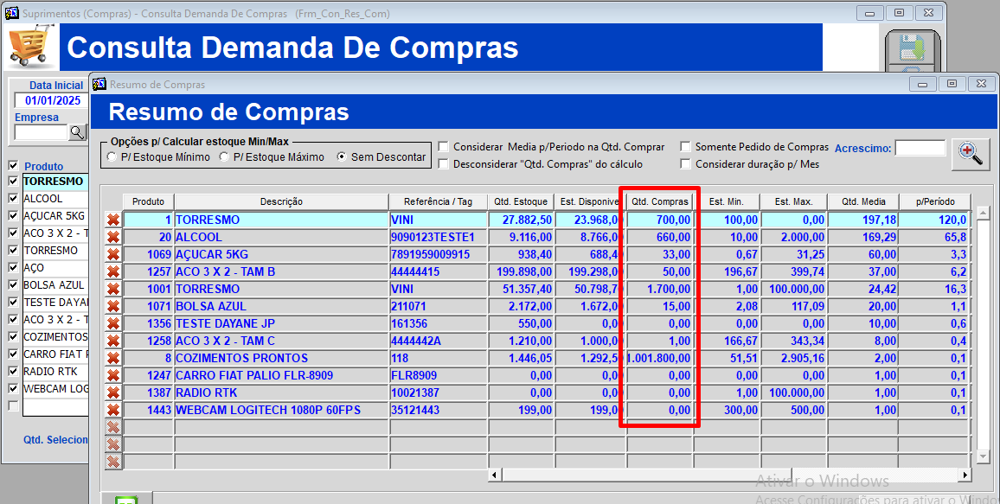 Suprimentos (Compras) - Consulta Demanda De Compras (Frm_Con_Res_Com)
Consulta Demanda De Compras
Data Inicial
01/01/2025
Empresa
Produto
TORRESMO
ALCOOL
AÇUCAR 5KG
ACO 3 X 2 - T
TORRESMO
AÇO
BOLSA AZUL
TESTE DAYAI
ACO 3 X 2 - T
COZIMENTOS
CARRO FIAT F
RADIO RTK
WEBCAM LOG
Qtd. Selecion
Resumo de Compras
Resumo de Compras
Opções p/ Calcular estoque Min/Max
P/ Estoque Mínimo P/ Estoque Máximo Sem Descontar
Considerar Media p/Periodo na Qtd. Comprar Somente Pedido de Compras Acrescimo:
Desconsiderar "Qtd. Compras" do cálculo Considerar duração p/ Mes
Produto Descrição Referência / Tag Qtd. Estoque Est. Disponive Qtd. Compras Est. Min. Est. Max. Qtd. Media p/Período
1 TORRESMO VINI 27.882,50 23.968,00 700,00 100,00 0,00 197,18 120,0
20 ALCOOL 9090123TESTE1 9.116,00 8.766,00 660,00 10,00 2.000,00 169,29 65,8
1069 AÇUCAR 5KG 7891959009915 938,40 688,40 33,00 0,67 31,25 60,00 3,3
1257 ACO 3 X 2 - TAM B 44444415 199.898,00 199.298,00 50,00 196,67 399,74 37,00 6,2
1001 TORRESMO VINI 51.357,40 50.798,70 1.700,00 1,00 100.000,00 24,42 16,3
1071 BOLSA AZUL 211071 2.172,00 1.672,00 15,00 2,08 117,09 20,00 1,1
1356 TESTE DAYANE JP 161356 550,00 0,00 0,00 0,00 0,00 10,00 0,6
1258 ACO 3 X 2 - TAM C 4444442A 1.210,00 1.000,00 1,00 166,67 343,34 8,00 0,4
8 COZIMENTOS PRONTOS 118 1.446,05 1.292,50 1.001.800,00 51,51 2.905,16 2,00 0,1
1247 CARRO FIAT PALIO FLR-8909 FLR8909 0,00 0,00 0,00 0,00 0,00 1,00 0,1
1387 RADIO RTK 10021387 0,00 0,00 0,00 1,00 100.000,00 1,00 0,1
1443 WEBCAM LOGITECH 1080P 60FPS 35121443 199,00 199,00 0,00 300,00 500,00 1,00 0,1
Ativar o Windows
Acesse Configurações para ativar o Windo